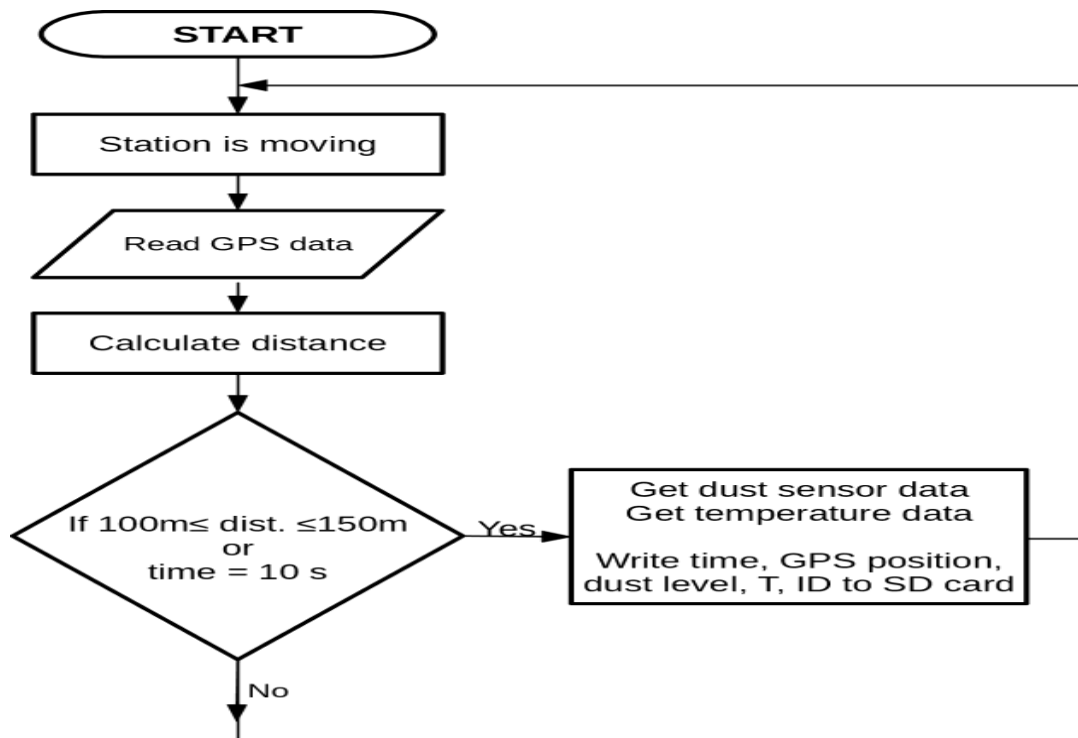 START
Station is moving
Read GPS data
Calculate distance
If 100m≤ dist. ≤150m
or
time = 10 s
Yes
Get dust sensor data
Get temperature data
Write time, GPS position,
dust level, T, ID to SD card
No